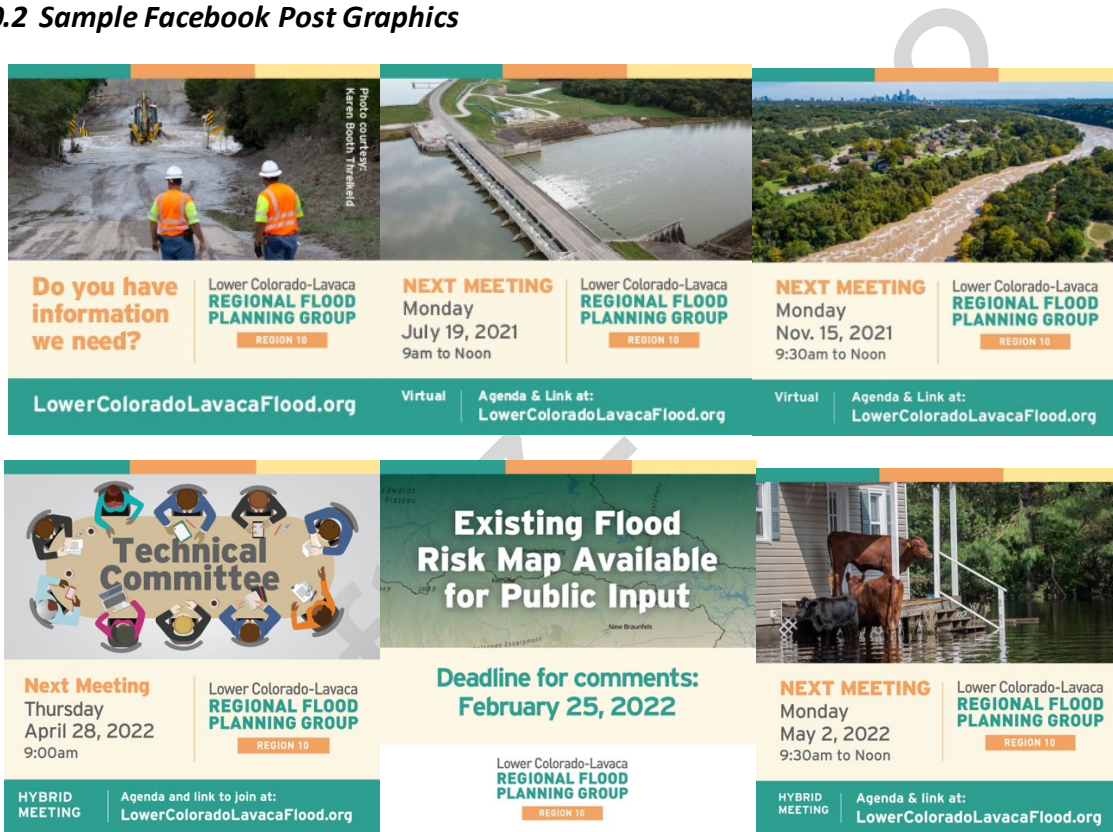 0.2 Sample Facebook Post Graphics
Photo courtesy:
Karen Booth Threlkeld
Do you have
information
we need?
Lower Colorado-Lavaca
REGIONAL FLOOD
PLANNING GROUP
REGION 10
LowerColoradoLavacaFlood.org
NEXT MEETING
Monday
July 19, 2021
9am to Noon
Lower Colorado-Lavaca
REGIONAL FLOOD
PLANNING GROUP
REGION 10
Virtual
Agenda & Link at:
LowerColoradoLavacaFlood.org
NEXT MEETING
Monday
Nov. 15, 2021
9:30am to Noon
Lower Colorado-Lavaca
REGIONAL FLOOD
PLANNING GROUP
REGION 10
Virtual
Agenda & Link at:
LowerColoradoLavacaFlood.org
Technical
Committee
Next Meeting
Thursday
April 28, 2022
9:00am
Lower Colorado-Lavaca
REGIONAL FLOOD
PLANNING GROUP
REGION 10
HYBRID
MEETING
Agenda and link to join at:
LowerColoradoLavacaFlood.org
Edwards
Plateau
Existing Flood
Risk Map Available
for Public Input
New Braunfels
Escarpment
Deadline for comments:
February 25, 2022
Lower Colorado-Lavaca
REGIONAL FLOOD
PLANNING GROUP
REGION 10
NEXT MEETING
Monday
May 2, 2022
9:30am to Noon
Lower Colorado-Lavaca
REGIONAL FLOOD
PLANNING GROUP
REGION 10
HYBRID
MEETING
Agenda & link at:
LowerColoradoLavacaFlood.org